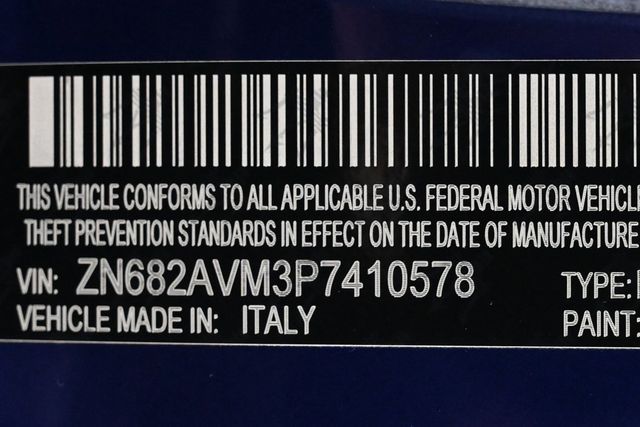 THIS VEHICLE CONFORMS TO ALL APPLICABLE U.S. FEDERAL MOTOR VEHICLE
THEFT PREVENTION STANDARDS IN EFFECT ON THE DATE OF MANUFACTURE
VIN: ZN682AVM3P7410578 TYPE:
VEHICLE MADE IN: ITALY PAINT: